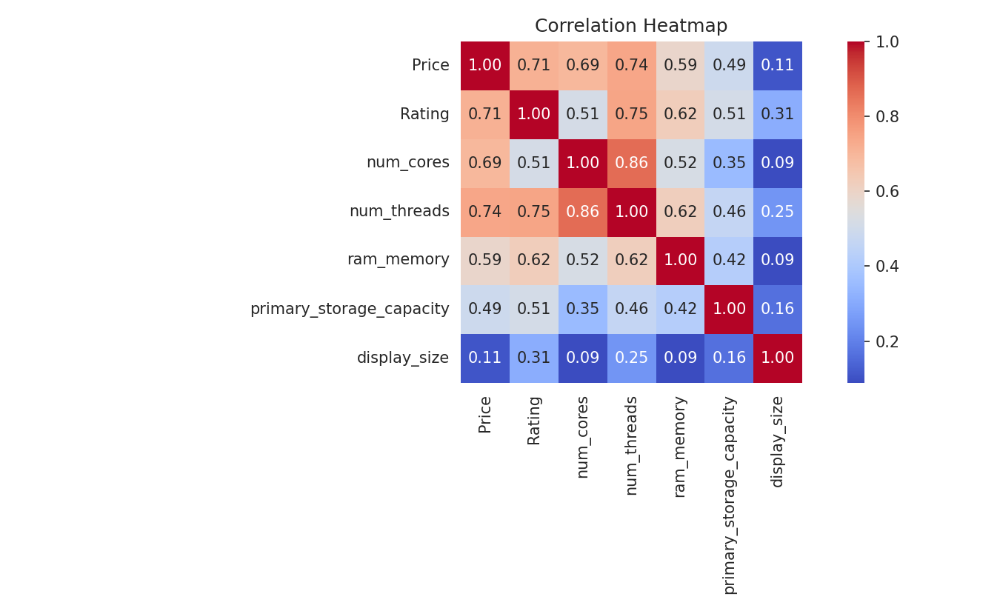 Correlation Heatmap
Price 1.00 0.71 0.69 0.74 0.59 0.49 0.11
Rating 0.71 1.00 0.51 0.75 0.62 0.51 0.31
num_cores 0.69 0.51 1.00 0.86 0.52 0.35 0.09
num_threads 0.74 0.75 0.86 1.00 0.62 0.46 0.25
ram_memory 0.59 0.62 0.52 0.62 1.00 0.42 0.09
primary_storage_capacity 0.49 0.51 0.35 0.46 0.42 1.00 0.16
display_size 0.11 0.31 0.09 0.25 0.09 0.16 1.00
Price
Rating
num_cores
num_threads
ram_memory
primary_storage_capacity
display_size
1.0
0.8
0.6
0.4
0.2